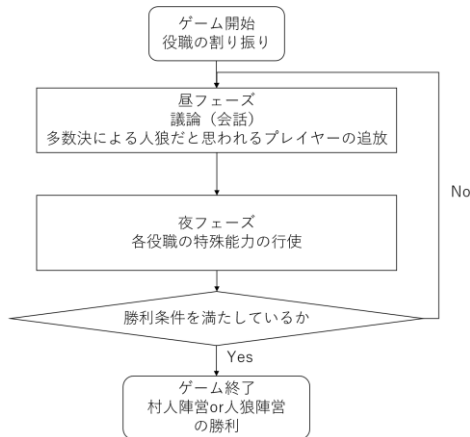 ゲーム開始
役職の割り振り
昼フェーズ
議論（会話）
多数決による人狼だと思われるプレイヤーの追放
No
夜フェーズ
各役職の特殊能力の行使
勝利条件を満たしているか
Yes
ゲーム終了
村人陣営or人狼陣営
の勝利